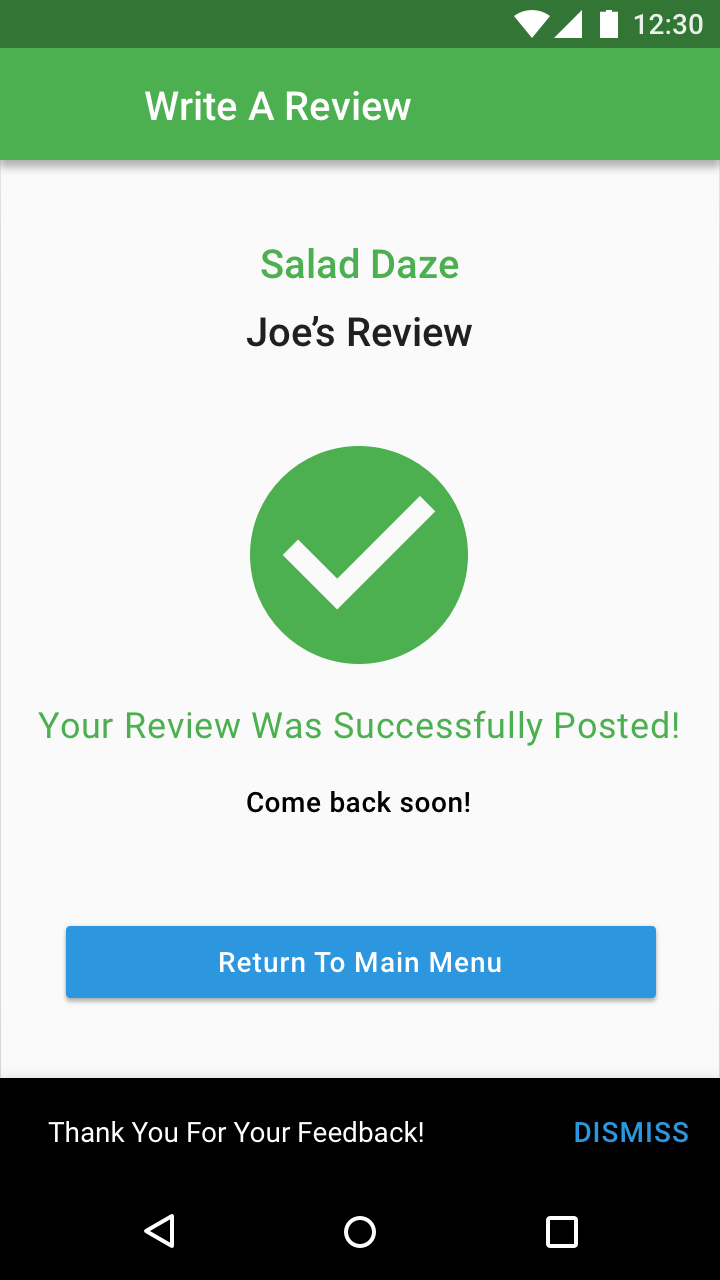 12:30
Write A Review
Salad Daze
Joe’s Review
Your Review Was Successfully Posted!
Come back soon!
Return To Main Menu
Thank You For Your Feedback! DISMISS